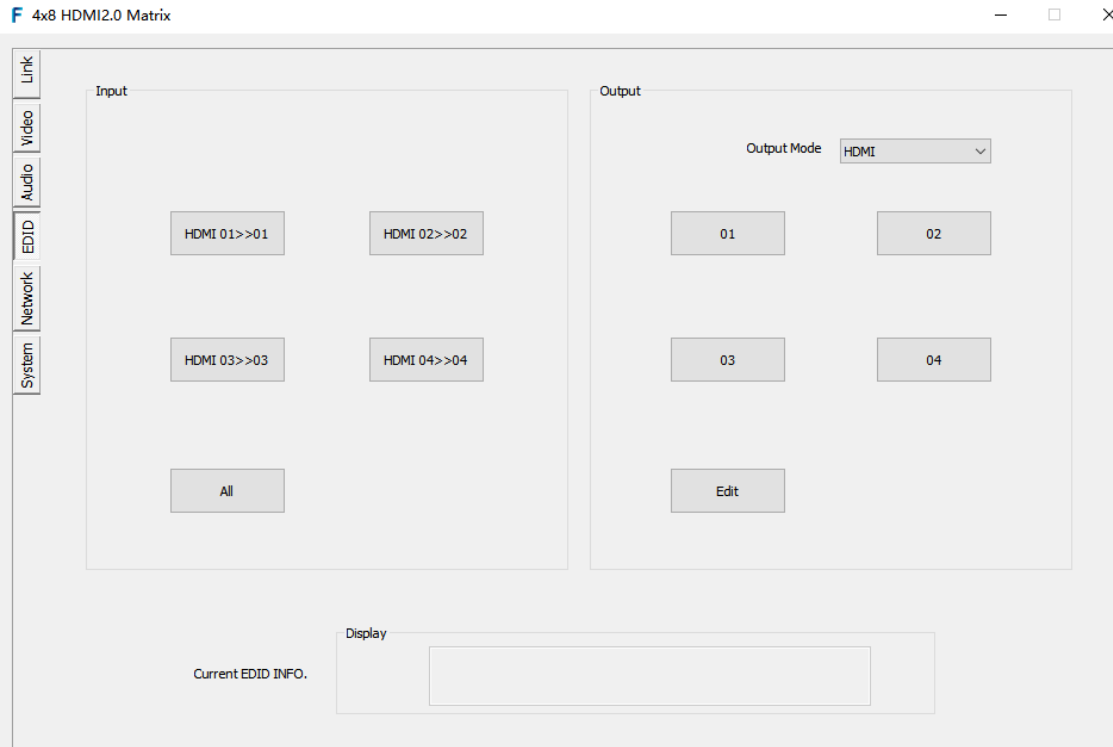 4x8 HDMI2.0 Matrix
Link
Video
Audio
EDID
Network
System
Input
HDMI 01>>01
HDMI 02>>02
HDMI 03>>03
HDMI 04>>04
All
Output
Output Mode
HDMI
01
02
03
04
Edit
Display
Current EDID INFO.